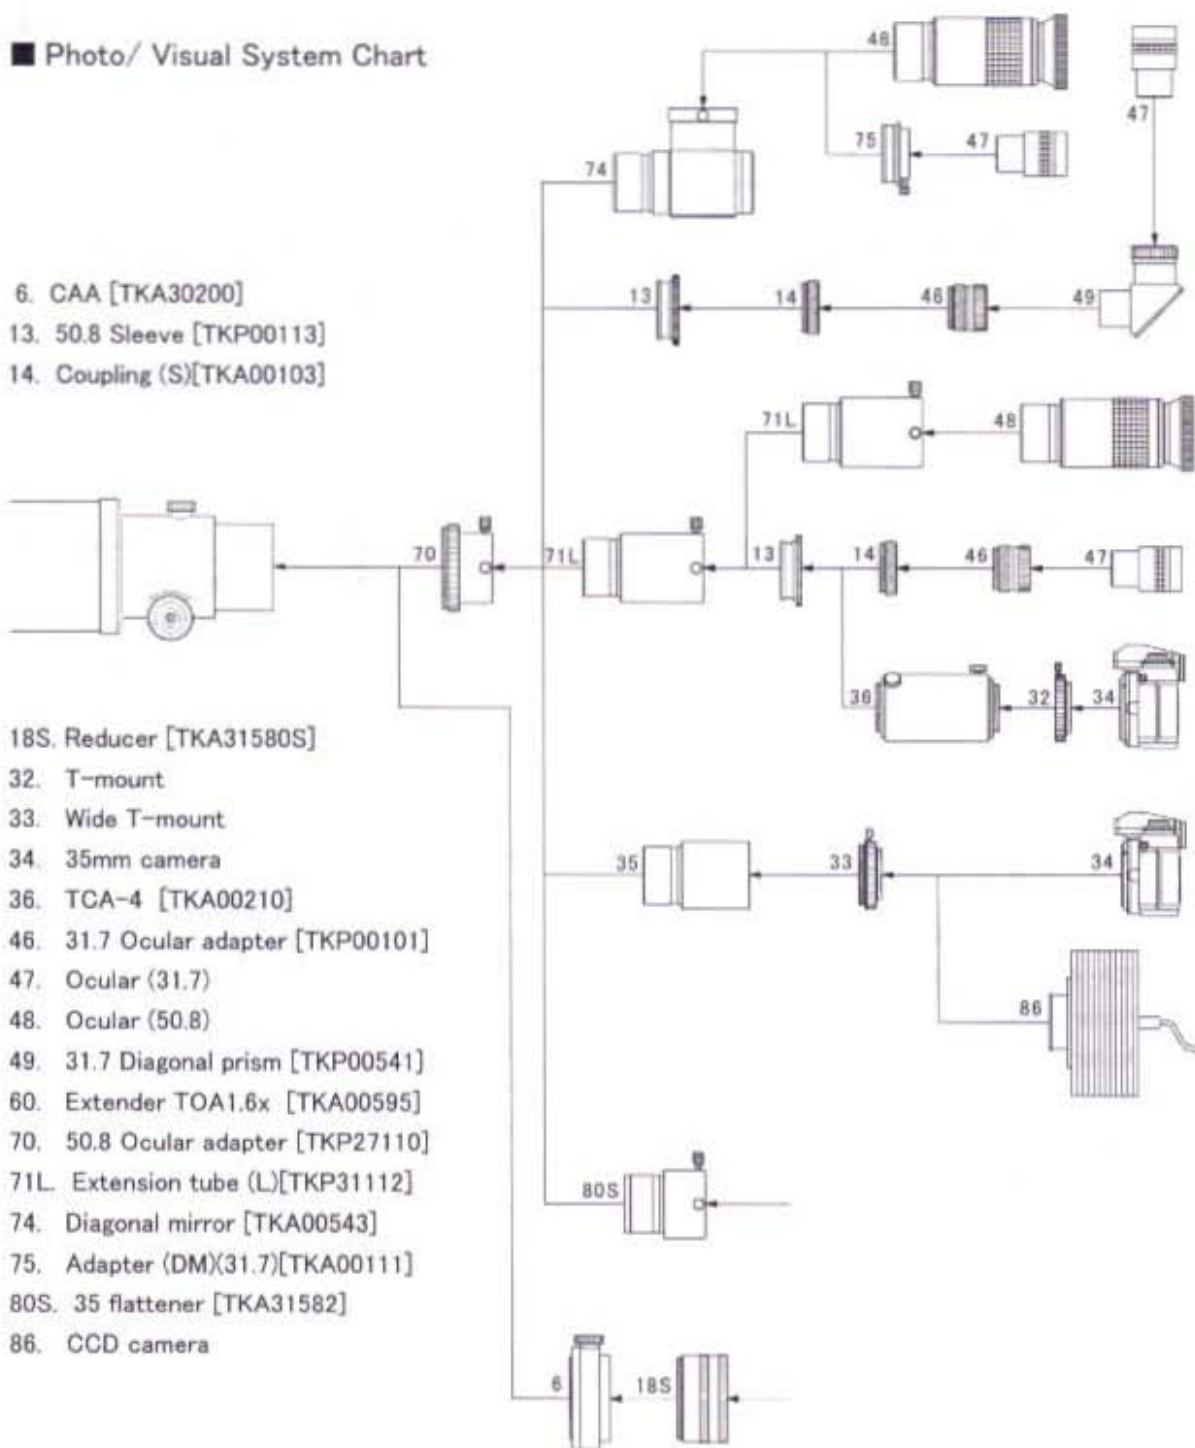 ■ Photo/ Visual System Chart
48
47
75
47
74
6. CAA [TKA30200]
13. 50.8 Sleeve [TKP00113]
14. Coupling (S)[TKA00103]
13
14
46
49
71L
48
70
71L
13
14
46
47
36
32
34
18S. Reducer [TKA31580S]
32. T-mount
33. Wide T-mount
34. 35mm camera
36. TCA-4 [TKA00210]
46. 31.7 Ocular adapter [TKP00101]
47. Ocular (31.7)
48. Ocular (50.8)
49. 31.7 Diagonal prism [TKP00541]
60. Extender TOA1.6x [TKA00595]
70. 50.8 Ocular adapter [TKP27110]
71L. Extension tube (L)[TKP31112]
74. Diagonal mirror [TKA00543]
75. Adapter (DM)(31.7)[TKA00111]
80S. 35 flattener [TKA31582]
86. CCD camera
35
33
34
86
80S
6
18S